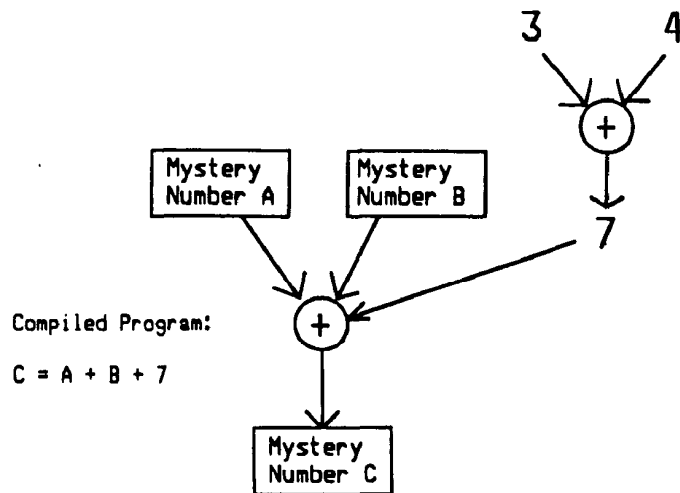 3 4
+
Mystery
Number A
Mystery
Number B
7
+
Compiled Program:
C = A + B + 7
Mystery
Number C